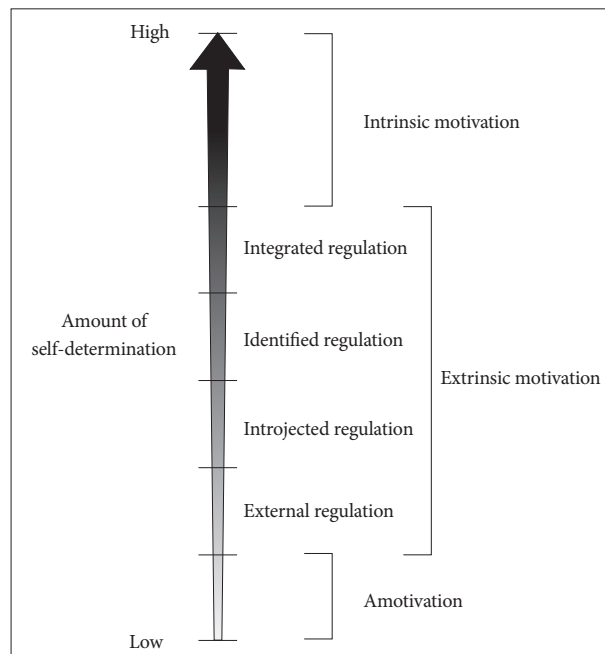 High
Intrinsic motivation
Integrated regulation
Amount of
self-determination
Identified regulation
Extrinsic motivation
Introjected regulation
External regulation
Amotivation
Low